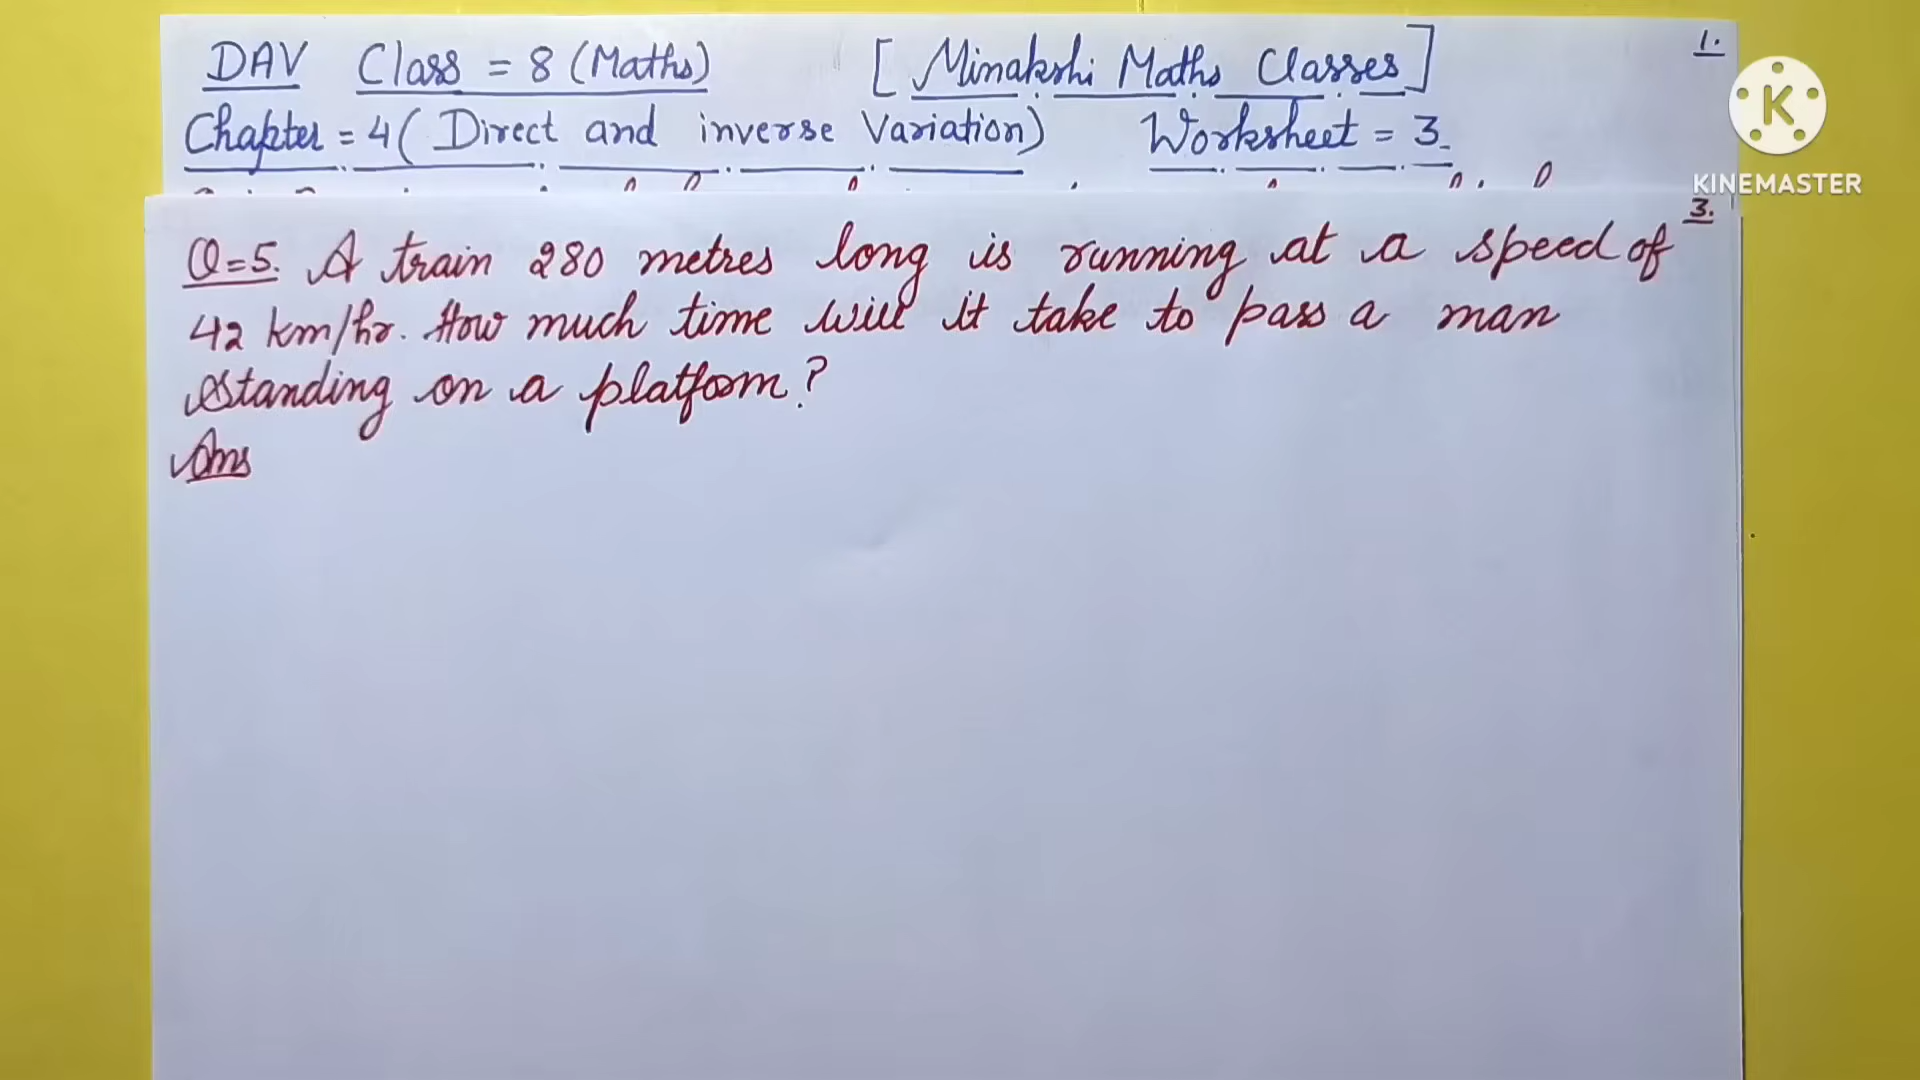 DAV Class = 8 (Maths) [Minakshi Maths Classes] 1.
Chapter = 4 ( Direct and inverse Variation) Worksheet = 3
K
KINEMASTER
3.
Q=5. A train 280 metres long is running at a speed of
42 km/hr. How much time will it take to pass a man
standing on a platform?
Ans